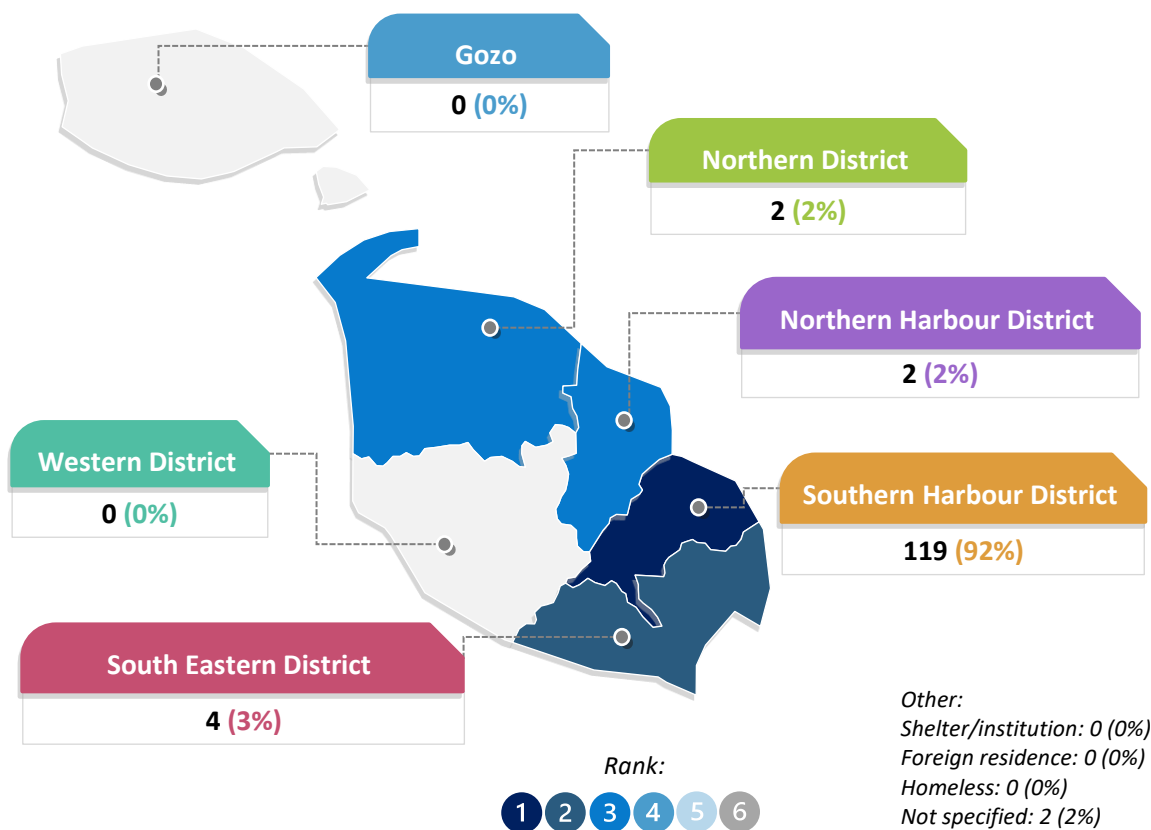 Gozo
0 (0%)
Northern District
2 (2%)
Northern Harbour District
2 (2%)
Western District
0 (0%)
Southern Harbour District
119 (92%)
South Eastern District
4 (3%)
Other:
Shelter/institution: 0 (0%)
Foreign residence: 0 (0%)
Homeless: 0 (0%)
Not specified: 2 (2%)
Rank:
1 2 3 4 5 6